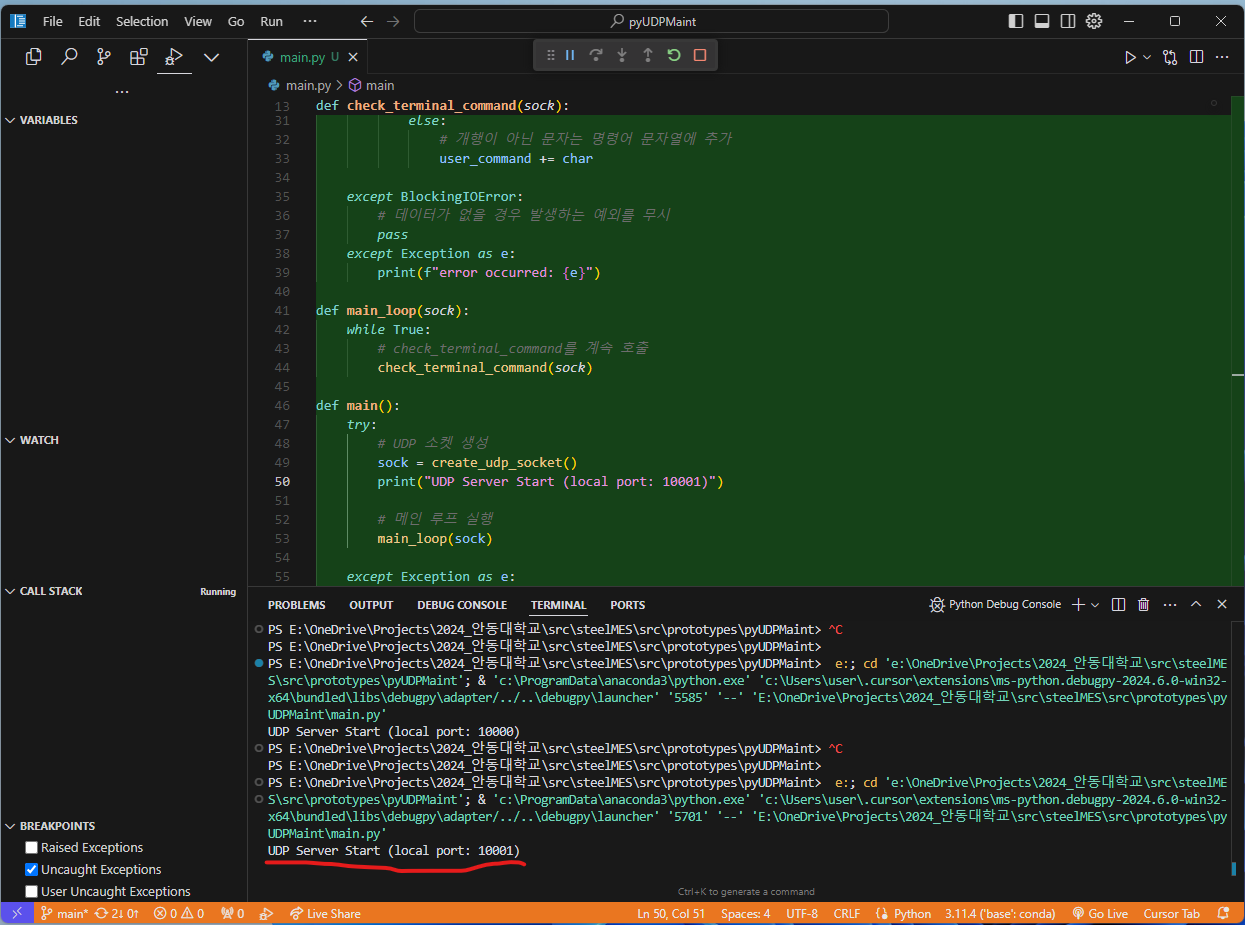 File Edit Selection View Go Run ··· pyUDPMaint
main.py U
main.py > main
VARIABLES
WATCH
CALL STACK Running
BREAKPOINTS
Raised Exceptions
Uncaught Exceptions
User Uncaught Exceptions
13 def check_terminal_command(sock):
31 else:
32 # 개행이 아닌 문자는 명령어 문자열에 추가
33 user_command += char
34
35 except BlockingIOError:
36 # 데이터가 없을 경우 발생하는 예외를 무시
37 pass
38 except Exception as e:
39 print(f"error occurred: {e}")
40
41 def main_loop(sock):
42 while True:
43 # check_terminal_command를 계속 호출
44 check_terminal_command(sock)
45
46 def main():
47 try:
48 # UDP 소켓 생성
49 sock = create_udp_socket()
50 print("UDP Server Start (local port: 10001)")
51
52 # 메인 루프 실행
53 main_loop(sock)
54
55 except Exception as e:
PROBLEMS OUTPUT DEBUG CONSOLE TERMINAL PORTS Python Debug Console
PS E:\OneDrive\Projects\2024_안동대학교\src\steelMES\src\prototypes\pyUDPMaint> ^C
PS E:\OneDrive\Projects\2024_안동대학교\src\steelMES\src\prototypes\pyUDPMaint>
PS E:\OneDrive\Projects\2024_안동대학교\src\steelMES\src\prototypes\pyUDPMaint> e:; cd 'e:\OneDrive\Projects\2024_안동대학교\src\steelME
S\src\prototypes\pyUDPMaint'; & 'c:\ProgramData\anaconda3\python.exe' 'c:\Users\user\.cursor\extensions\ms-python.debugpy-2024.6.0-win32-
x64\bundled\libs\debugpy\adapter/../..\debugpy\launcher' '5585' '--' 'E:\OneDrive\Projects\2024_안동대학교\src\steelMES\src\prototypes\py
UDPMaint\main.py'
UDP Server Start (local port: 10000)
PS E:\OneDrive\Projects\2024_안동대학교\src\steelMES\src\prototypes\pyUDPMaint> ^C
PS E:\OneDrive\Projects\2024_안동대학교\src\steelMES\src\prototypes\pyUDPMaint>
PS E:\OneDrive\Projects\2024_안동대학교\src\steelMES\src\prototypes\pyUDPMaint> e:; cd 'e:\OneDrive\Projects\2024_안동대학교\src\steelME
S\src\prototypes\pyUDPMaint'; & 'c:\ProgramData\anaconda3\python.exe' 'c:\Users\user\.cursor\extensions\ms-python.debugpy-2024.6.0-win32-
x64\bundled\libs\debugpy\adapter/../..\debugpy\launcher' '5701' '--' 'E:\OneDrive\Projects\2024_안동대학교\src\steelMES\src\prototypes\py
UDPMaint\main.py'
UDP Server Start (local port: 10001)
Ctrl+K to generate a command
main* 2↓ 0↑ 0 0 0 Live Share Ln 50, Col 51 Spaces: 4 UTF-8 CRLF Python 3.11.4 ('base': conda) Go Live Cursor Tab